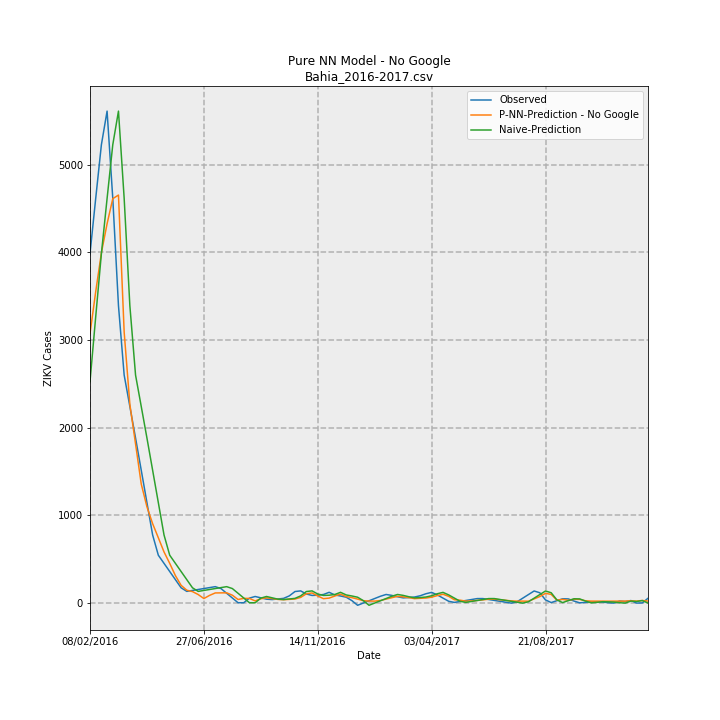 Pure NN Model - No Google
Bahia_2016-2017.csv
Observed
P-NN-Prediction - No Google
Naive-Prediction
5000
4000
3000
2000
1000
0
ZIKV Cases
08/02/2016
27/06/2016
14/11/2016
03/04/2017
21/08/2017
Date